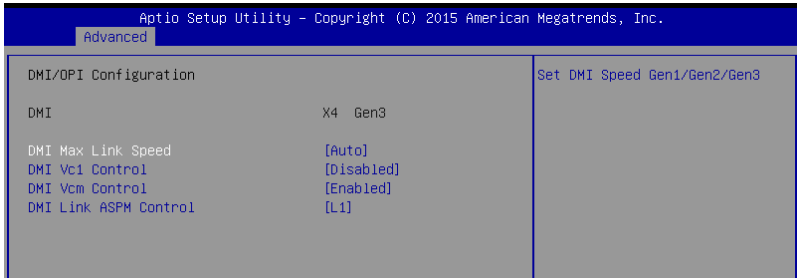 Aptio Setup Utility – Copyright (C) 2015 American Megatrends, Inc.
Advanced
DMI/OPI Configuration
Set DMI Speed Gen1/Gen2/Gen3
DMI X4 Gen3
DMI Max Link Speed [Auto]
DMI Vc1 Control [Disabled]
DMI Vcm Control [Enabled]
DMI Link ASPM Control [L1]